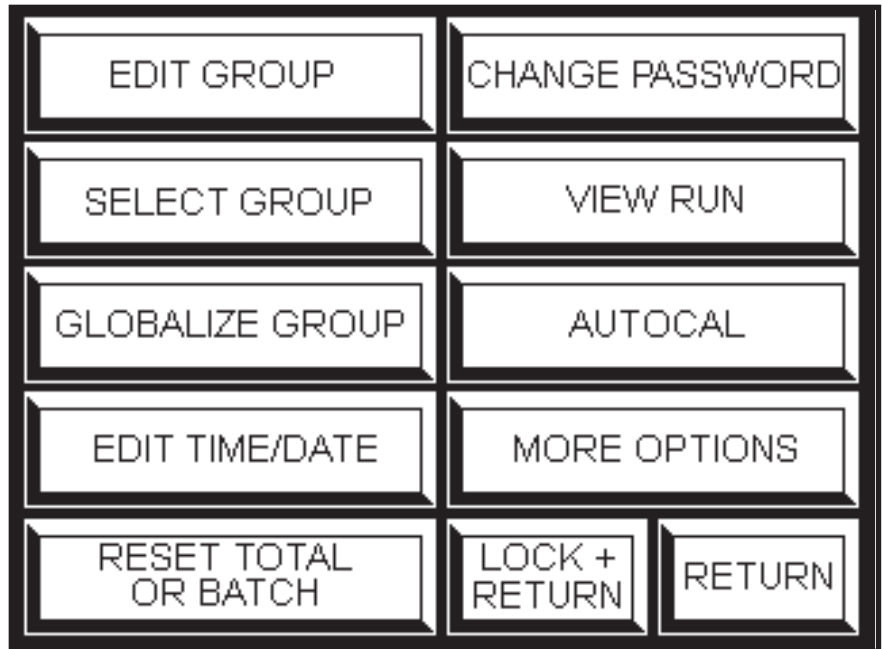 EDIT GROUP
CHANGE PASSWORD
SELECT GROUP
VIEW RUN
GLOBALIZE GROUP
AUTOCAL
EDIT TIME/DATE
MORE OPTIONS
RESET TOTAL
OR BATCH
LOCK +
RETURN
RETURN